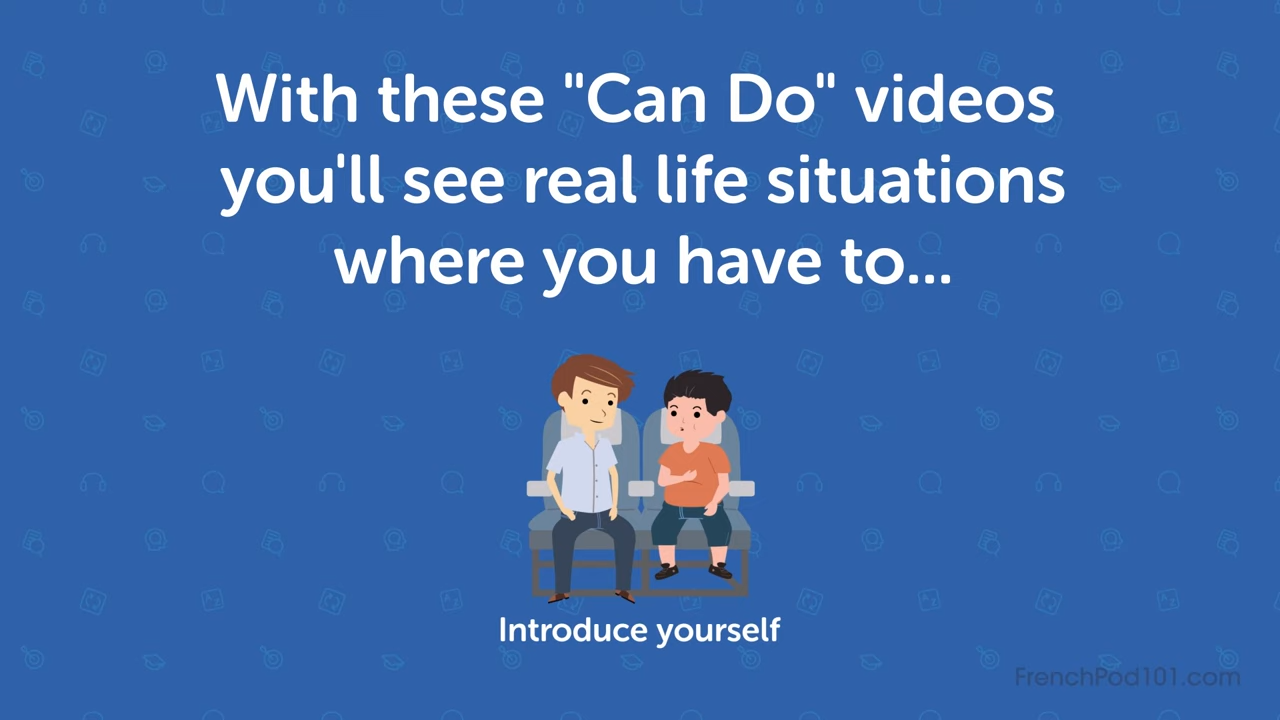 With these "Can Do" videos
you'll see real life situations
where you have to...
Introduce yourself
FrenchPod101.com